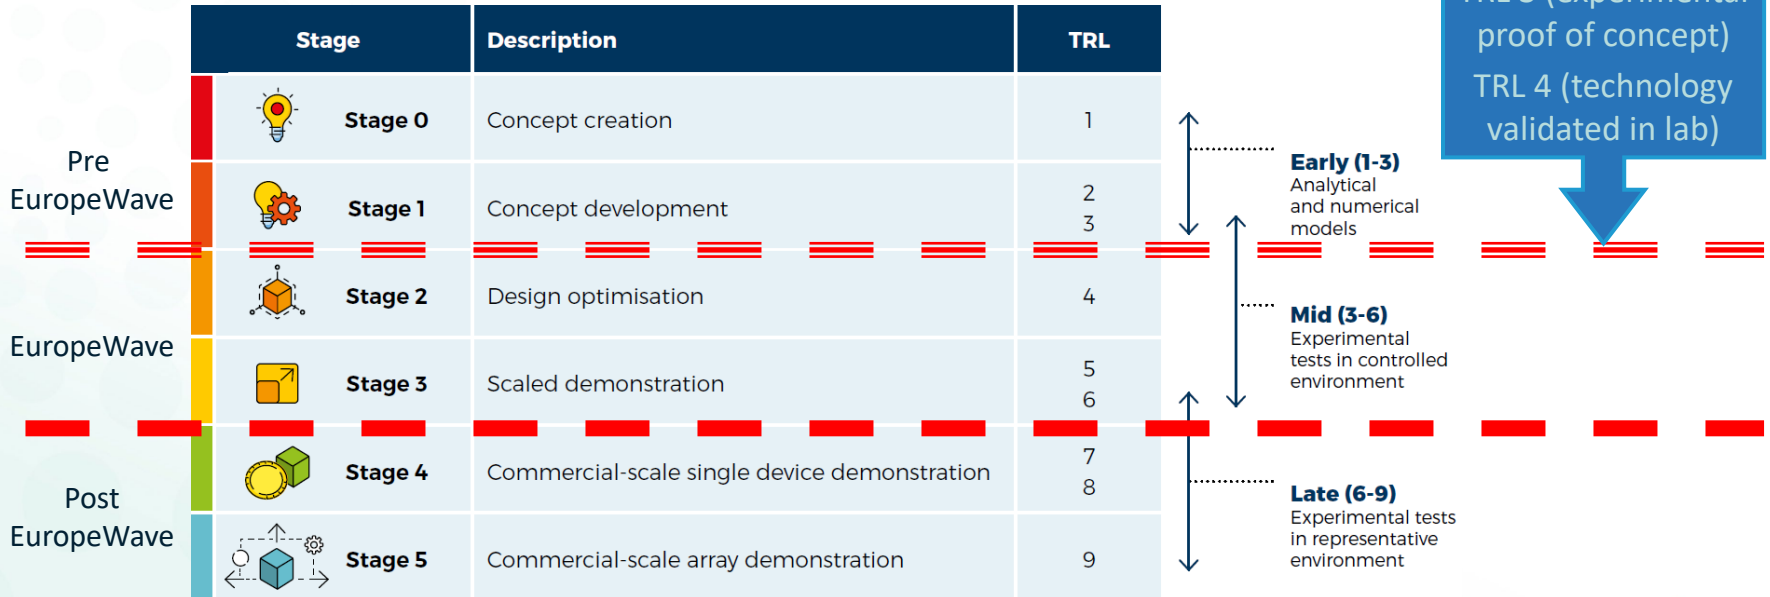 Stage Description TRL
Pre
EuropeWave
Stage 0 Concept creation 1
Stage 1 Concept development 2
3
EuropeWave
Stage 2 Design optimisation 4
Stage 3 Scaled demonstration 5
6
Post
EuropeWave
Stage 4 Commercial-scale single device demonstration 7
8
Stage 5 Commercial-scale array demonstration 9
Early (1-3)
Analytical
and numerical
models
Mid (3-6)
Experimental
tests in controlled
environment
Late (6-9)
Experimental tests
in representative
environment
(experimental
proof of concept)
TRL 4 (technology
validated in lab)